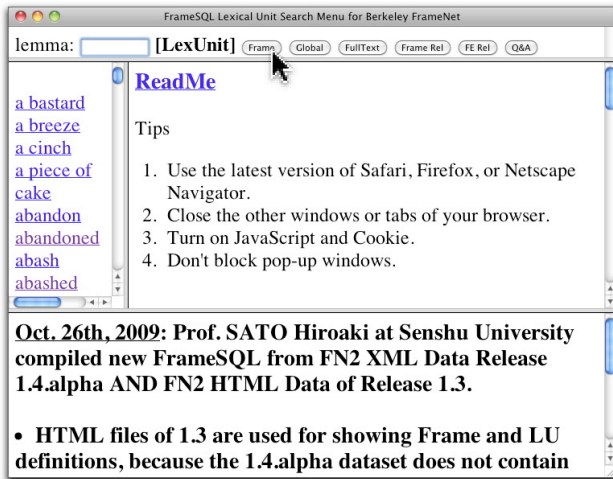 FrameSQL Lexical Unit Search Menu for Berkeley FrameNet
lemma: [LexUnit] Frame Global FullText Frame Rel FE Rel Q&A
a bastard
a breeze
a cinch
a piece of
cake
abandon
abandoned
abash
abashed
ReadMe
Tips
1. Use the latest version of Safari, Firefox, or Netscape
Navigator.
2. Close the other windows or tabs of your browser.
3. Turn on JavaScript and Cookie.
4. Don't block pop-up windows.
Oct. 26th, 2009: Prof. SATO Hiroaki at Senshu University
compiled new FrameSQL from FN2 XML Data Release
1.4.alpha AND FN2 HTML Data of Release 1.3.
• HTML files of 1.3 are used for showing Frame and LU
definitions, because the 1.4.alpha dataset does not contain